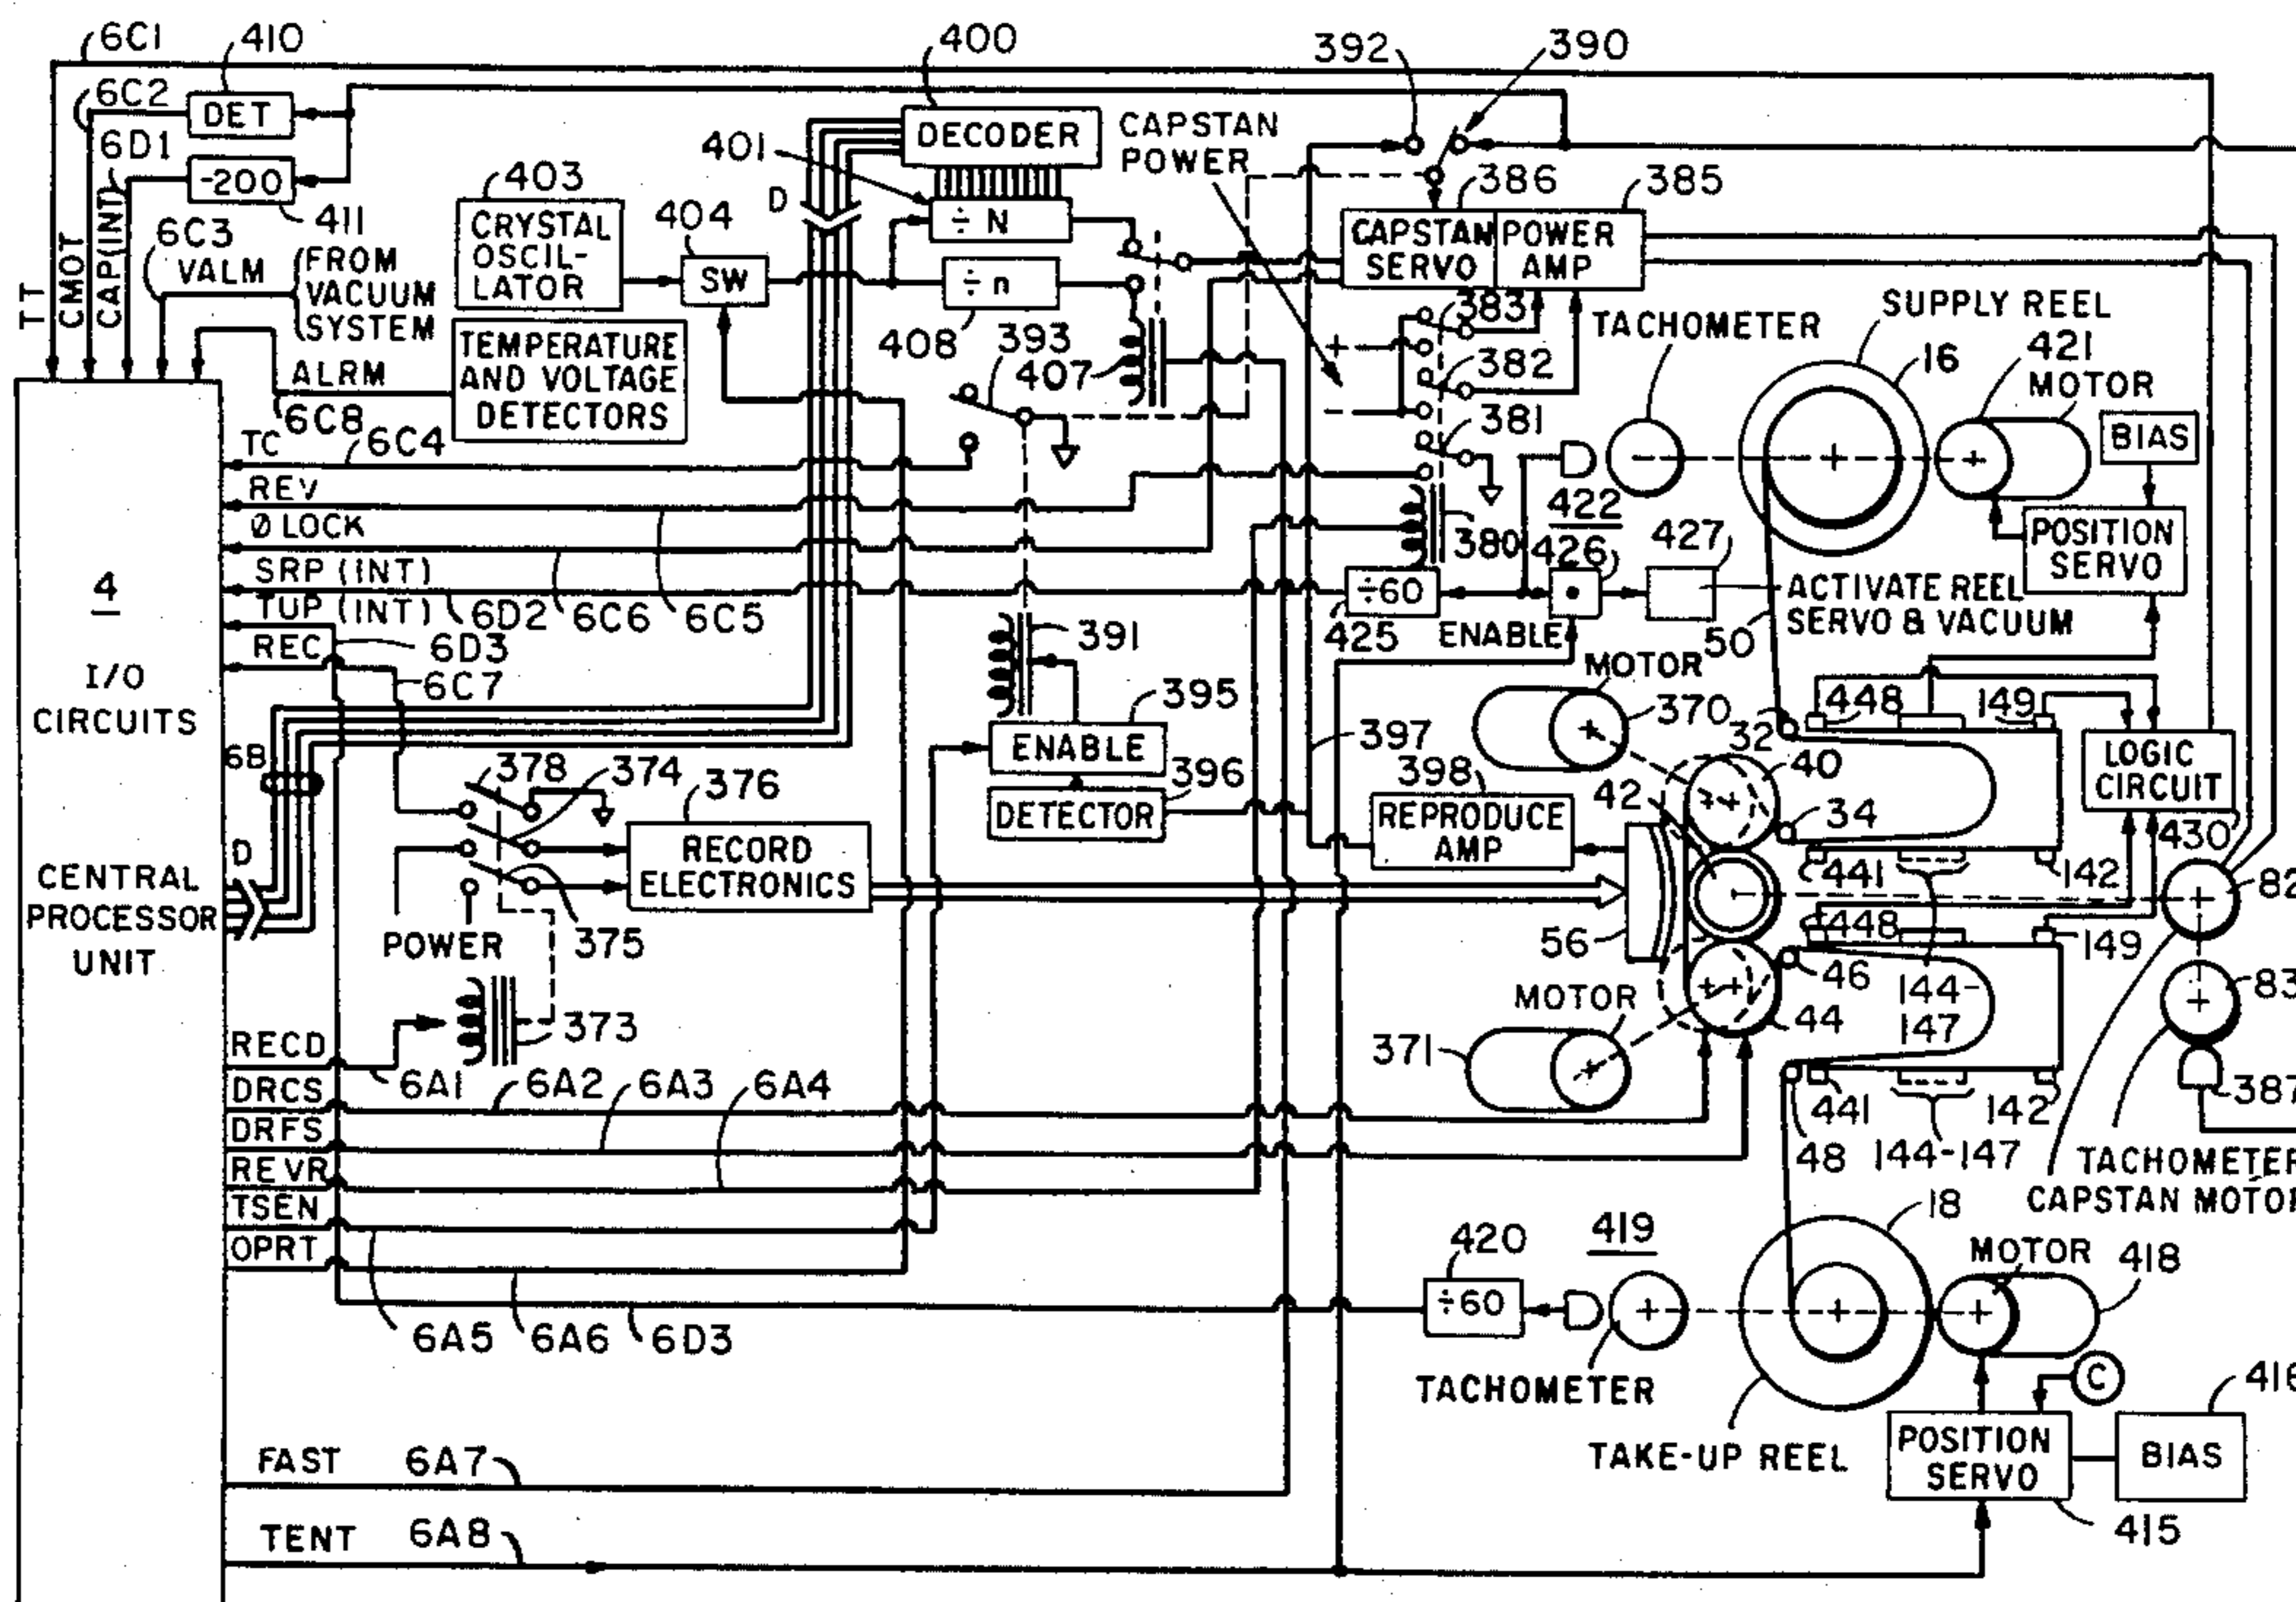 6C1
410
400
392
390
6C2
DET
DECODER
CAPSTAN
POWER
6D1
401
-200
403
D
386
385
411
CRYSTAL
OSCIL-
LATOR
404
÷ N
CAPSTAN
SERVO
POWER
AMP
6C3
VALM
FROM
VACUUM
SYSTEM
SW
÷ n
TT
CMOT
CAP(INT)
408
393
407
383
TACHOMETER
SUPPLY REEL
16
421
MOTOR
TEMPERATURE
AND VOLTAGE
DETECTORS
ALRM
6C8
+
-
382
381
BIAS
TC
6C4
REV
Ø LOCK
422
380
426
427
POSITION
SERVO
4
SRP (INT)
TUP (INT)
6D2
6C6
6C5
÷60
•
ACTIVATE REEL
SERVO & VACUUM
425
ENABLE
50
REC
6D3
6C7
391
I/O
CIRCUITS
MOTOR
370
448
149
395
ENABLE
397
32
LOGIC
CIRCUIT
6B
378
374
376
396
398
40
DETECTOR
42
REPRODUCE
AMP
34
430
RECORD
ELECTRONICS
D
441
142
82
CENTRAL
PROCESSOR
UNIT
POWER
375
56
448
149
46
144-
147
83
373
MOTOR
44
371
RECD
6A1
DRCS
6A2
6A3
6A4
441
142
387
DRFS
48
144-147
TACHOMETER
CAPSTAN MOTOR
REVR
TSEN
18
OPRT
420
419
MOTOR
418
÷60
6A5
6A6
6D3
TACHOMETER
C
416
TAKE-UP REEL
POSITION
SERVO
BIAS
FAST
6A7
415
TENT
6A8